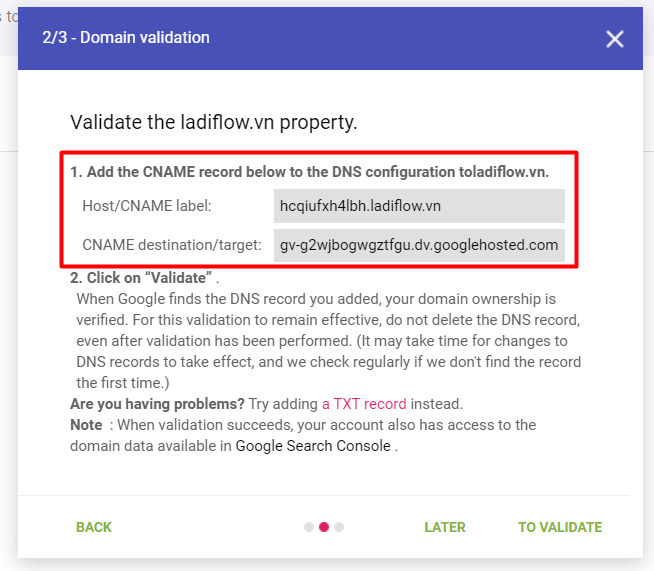 s to
2/3 - Domain validation
Validate the ladiflow.vn property.
1. Add the CNAME record below to the DNS configuration toladiflow.vn.
Host/CNAME label: hcqiufxh4lbh.ladiflow.vn
CNAME destination/target: gv-g2wjbogwgztfgu.dv.googlehosted.com
2. Click on “Validate” .
When Google finds the DNS record you added, your domain ownership is
verified. For this validation to remain effective, do not delete the DNS record,
even after validation has been performed. (It may take time for changes to
DNS records to take effect, and we check regularly if we don't find the record
the first time.)
Are you having problems? Try adding a TXT record instead.
Note : When validation succeeds, your account also has access to the
domain data available in Google Search Console .
BACK LATER TO VALIDATE